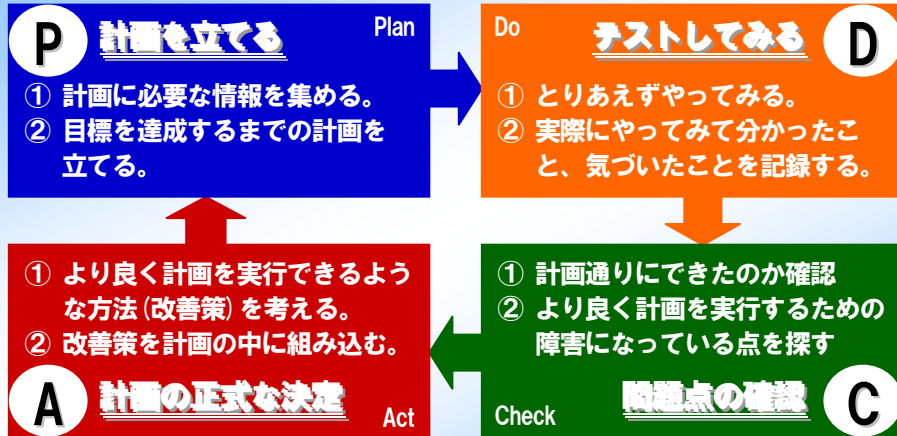 P 計画を立てる Plan
① 計画に必要な情報を集める。
② 目標を達成するまでの計画を
立てる。
Do テストしてみる D
① とりあえずやってみる。
② 実際にやってみて分かったこ
と、気づいたことを記録する。
① 計画通りにできたのか確認
② より良く計画を実行するための
障害になっている点を探す
Check 問題点の確認 C
① より良く計画を実行できるよう
な方法(改善策)を考える。
② 改善策を計画の中に組み込む。
A 計画の正式な決定 Act